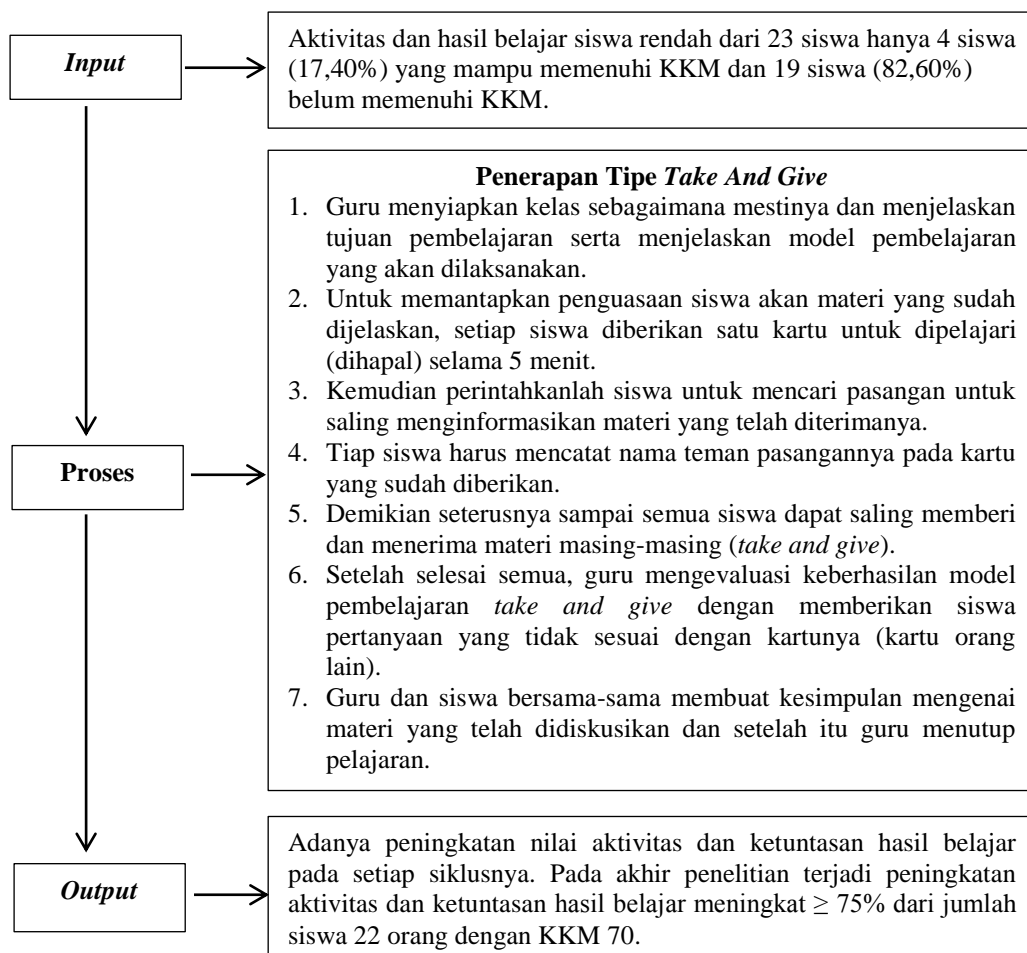 Input
Aktivitas dan hasil belajar siswa rendah dari 23 siswa hanya 4 siswa
(17,40%) yang mampu memenuhi KKM dan 19 siswa (82,60%)
belum memenuhi KKM.
Proses
Penerapan Tipe Take And Give
1. Guru menyiapkan kelas sebagaimana mestinya dan menjelaskan
tujuan pembelajaran serta menjelaskan model pembelajaran
yang akan dilaksanakan.
2. Untuk memantapkan penguasaan siswa akan materi yang sudah
dijelaskan, setiap siswa diberikan satu kartu untuk dipelajari
(dihapal) selama 5 menit.
3. Kemudian perintahkanlah siswa untuk mencari pasangan untuk
saling menginformasikan materi yang telah diterimanya.
4. Tiap siswa harus mencatat nama teman pasangannya pada kartu
yang sudah diberikan.
5. Demikian seterusnya sampai semua siswa dapat saling memberi
dan menerima materi masing-masing (take and give).
6. Setelah selesai semua, guru mengevaluasi keberhasilan model
pembelajaran take and give dengan memberikan siswa
pertanyaan yang tidak sesuai dengan kartunya (kartu orang
lain).
7. Guru dan siswa bersama-sama membuat kesimpulan mengenai
materi yang telah didiskusikan dan setelah itu guru menutup
pelajaran.
Output
Adanya peningkatan nilai aktivitas dan ketuntasan hasil belajar
pada setiap siklusnya. Pada akhir penelitian terjadi peningkatan
aktivitas dan ketuntasan hasil belajar meningkat ≥ 75% dari jumlah
siswa 22 orang dengan KKM 70.